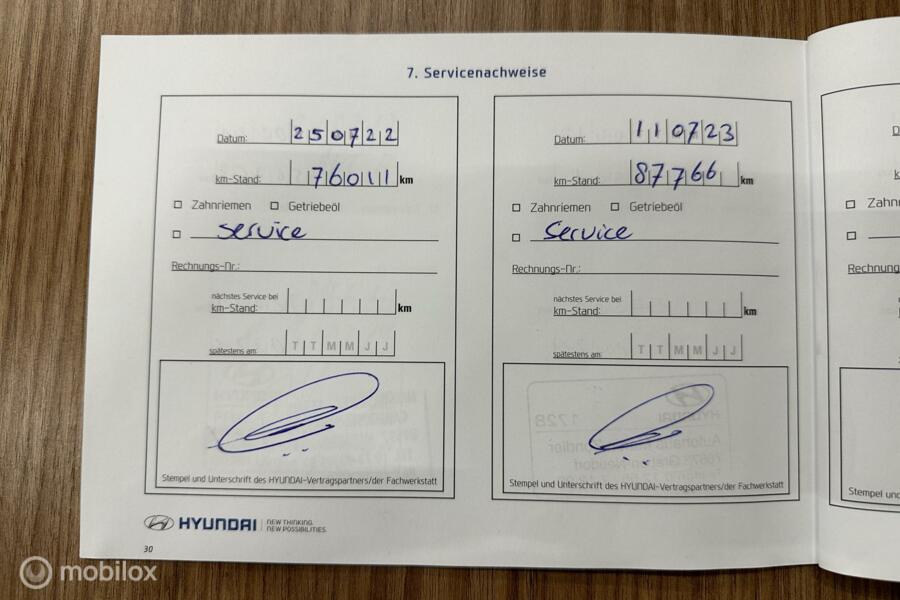 7. Servicenachweise
Datum: 250722
km-Stand: 76011 km
Zahnriemen Getriebeöl
Service
Rechnungs-Nr.:
nächstes Service bei
km-Stand: km
spätestens am: T T M M J J
Stempel und Unterschrift des HYUNDAI-Vertragspartners/der Fachwerkstatt
Datum: 110723
km-Stand: 87766 km
Zahnriemen Getriebeöl
Service
Rechnungs-Nr.:
nächstes Service bei
km-Stand: km
spätestens am: T T M M J J
Stempel und Unterschrift des HYUNDAI-Vertragspartners/der Fachwerkstatt
HYUNDAI
NEW THINKING.
NEW POSSIBILITIES.
30
Rechnung
Stempel und
mobilox